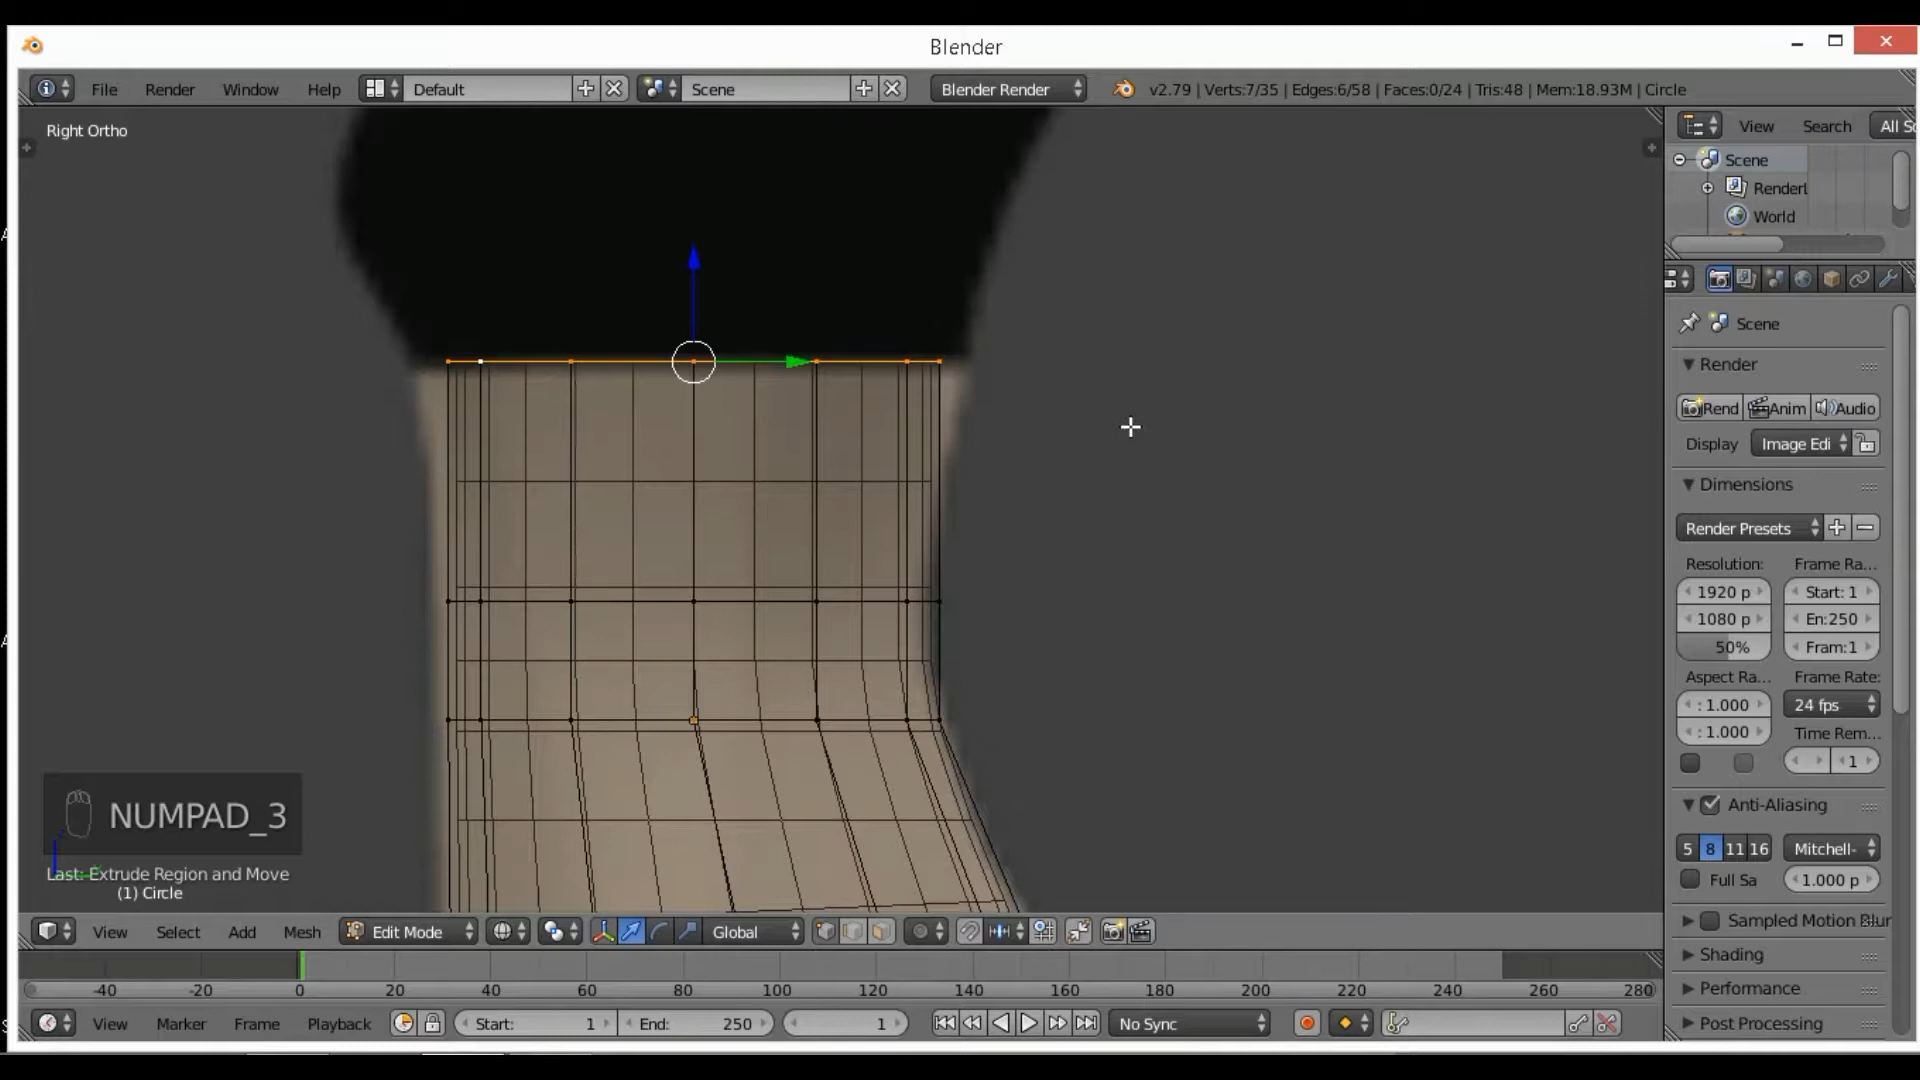 Blender
File Render Window Help Default Scene Blender Render v2.79 | Verts:7/35 | Edges:6/58 | Faces:0/24 | Tris:48 | Mem:18.93M | Circle
Right Ortho
View Search All S
Scene
RenderL
World
Scene
Render
Rend Anim Audio
Display Image Edi
Dimensions
Render Presets
Resolution: Frame Ra...
1920 p Start: 1
1080 p En:250
50% Fram:1
Aspect Ra... Frame Rate:
: 1.000 24 fps
: 1.000 Time Rem...
1
Anti-Aliasing
5 8 11 16 Mitchell-
Full Sa 1.000 p
Sampled Motion Blur
Shading
Performance
Post Processing
NUMPAD_3
Last: Extrude Region and Move
(1) Circle
View Select Add Mesh Edit Mode Global
-40 -20 0 20 40 60 80 100 120 140 160 180 200 220 240 260 280
View Marker Frame Playback Start: 1 End: 250 1 No Sync